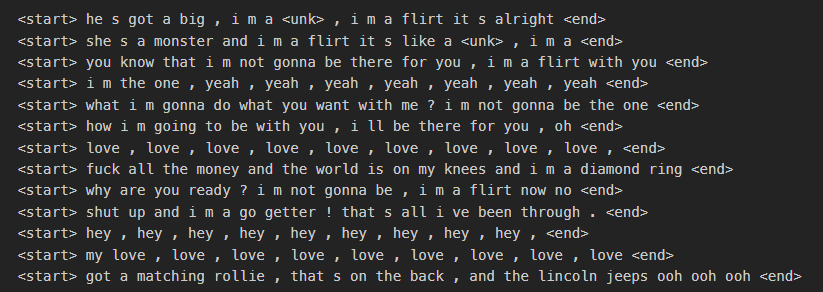 <start> he s got a big , i m a <unk> , i m a flirt it s alright <end>
<start> she s a monster and i m a flirt it s like a <unk> , i m a <end>
<start> you know that i m not gonna be there for you , i m a flirt with you <end>
<start> i m the one , yeah , yeah , yeah , yeah , yeah , yeah , yeah <end>
<start> what i m gonna do what you want with me ? i m not gonna be the one <end>
<start> how i m going to be with you , i ll be there for you , oh <end>
<start> love , love , love , love , love , love , love , love , love , <end>
<start> fuck all the money and the world is on my knees and i m a diamond ring <end>
<start> why are you ready ? i m not gonna be , i m a flirt now no <end>
<start> shut up and i m a go getter ! that s all i ve been through . <end>
<start> hey , hey , hey , hey , hey , hey , hey , hey , hey , <end>
<start> my love , love , love , love , love , love , love , love , love <end>
<start> got a matching rollie , that s on the back , and the lincoln jeeps ooh ooh ooh <end>